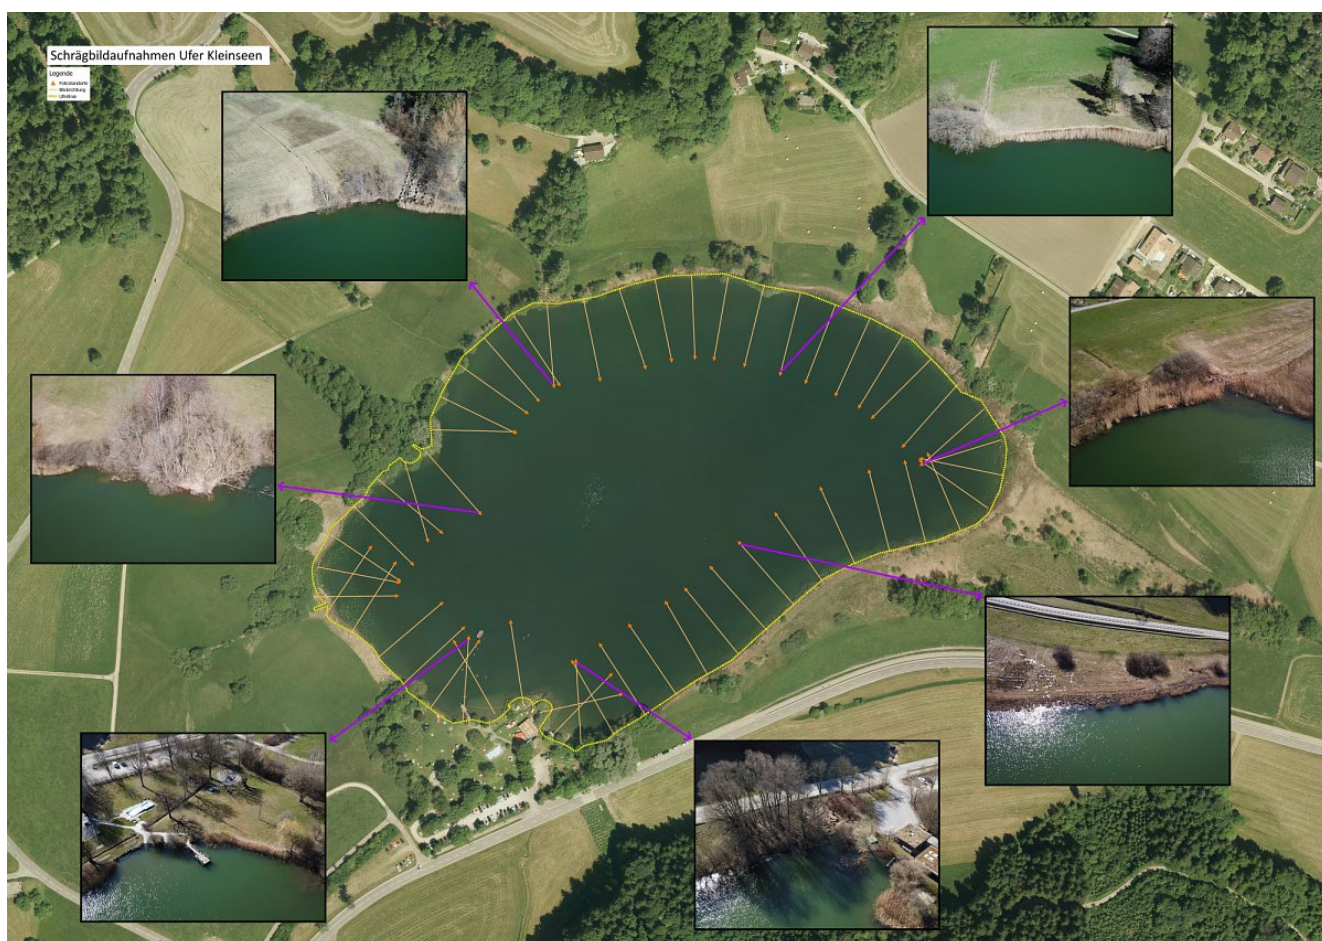 Schrägbildaufnahmen Ufer Kleinseen
Legende
Fotostandorte
Blickrichtung
Uferlinie